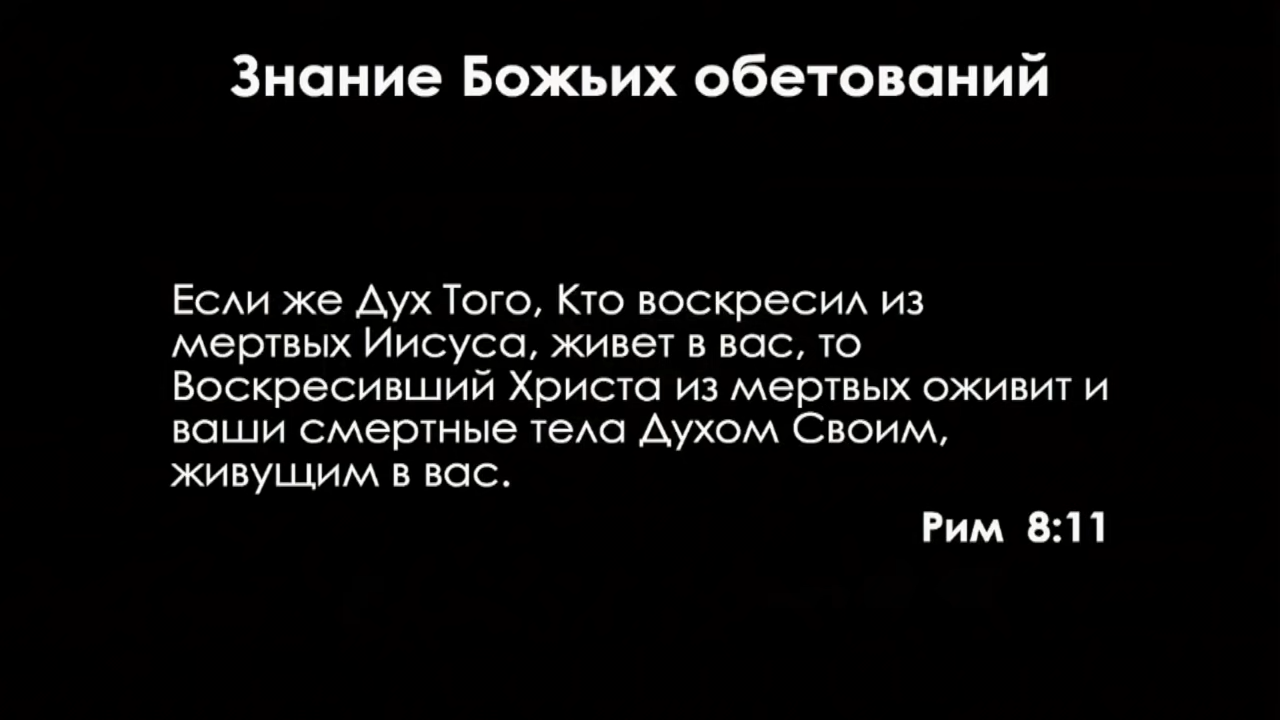 Знание Божьих обетований
Если же Дух Того, Кто воскресил из
мертвых Иисуса, живет в вас, то
Воскресивший Христа из мертвых оживит и
ваши смертные тела Духом Своим,
живущим в вас.
Рим 8:11